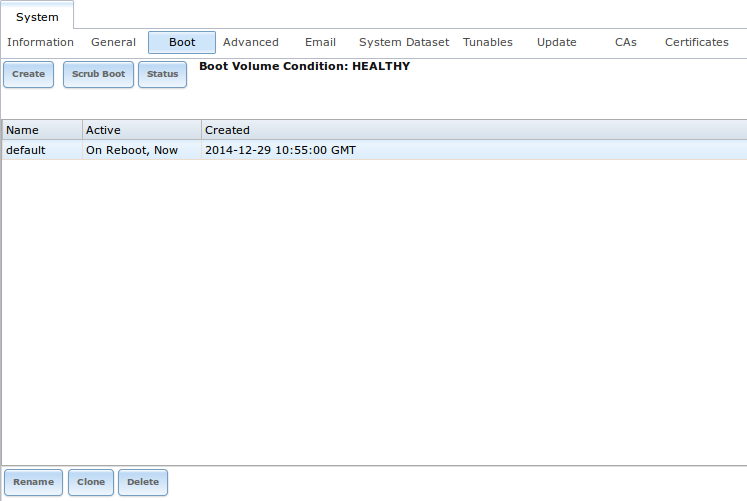 System
Information General Boot Advanced Email System Dataset Tunables Update CAs Certificates
Create Scrub Boot Status Boot Volume Condition: HEALTHY
Name Active Created
default On Reboot, Now 2014-12-29 10:55:00 GMT
Rename Clone Delete